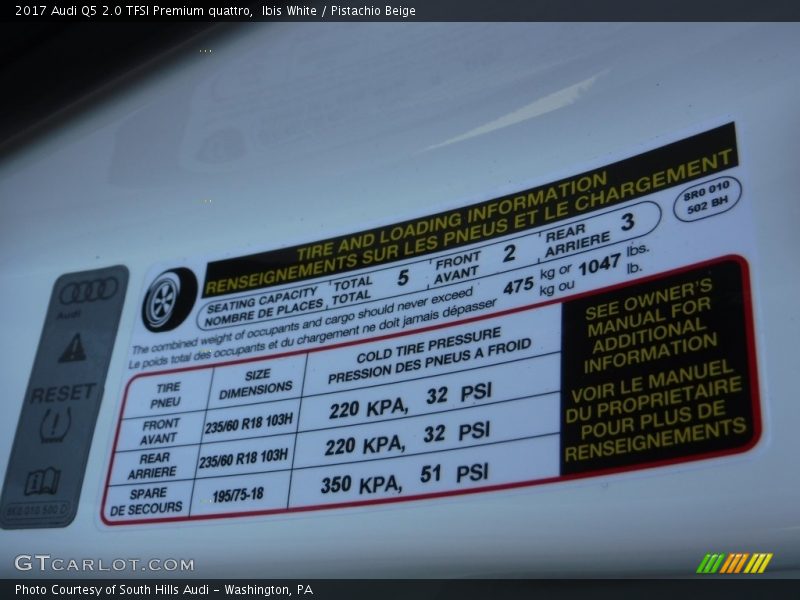 2017 Audi Q5 2.0 TFSI Premium quattro, Ibis White / Pistachio Beige
TIRE AND LOADING INFORMATION
RENSEIGNEMENTS SUR LES PNEUS ET LE CHARGEMENT
8R0 010
502 BH
SEATING CAPACITY TOTAL 5 FRONT 2 REAR 3
NOMBRE DE PLACES TOTAL AVANT ARRIERE
The combined weight of occupants and cargo should never exceed 475 kg or 1047 lbs.
Le poids total des occupants et du chargement ne doit jamais dépasser kg ou lb.
TIRE SIZE COLD TIRE PRESSURE
PNEU DIMENSIONS PRESSION DES PNEUS A FROID
FRONT 235/60 R18 103H 220 KPA, 32 PSI
AVANT
REAR 235/60 R18 103H 220 KPA, 32 PSI
ARRIERE
SPARE 195/75-18 350 KPA, 51 PSI
DE SECOURS
SEE OWNER'S
MANUAL FOR
ADDITIONAL
INFORMATION
VOIR LE MANUEL
DU PROPRIETAIRE
POUR PLUS DE
RENSEIGNEMENTS
Audi
RESET
8K0 010 500 D
GTCARLOT.COM
Photo Courtesy of South Hills Audi - Washington, PA